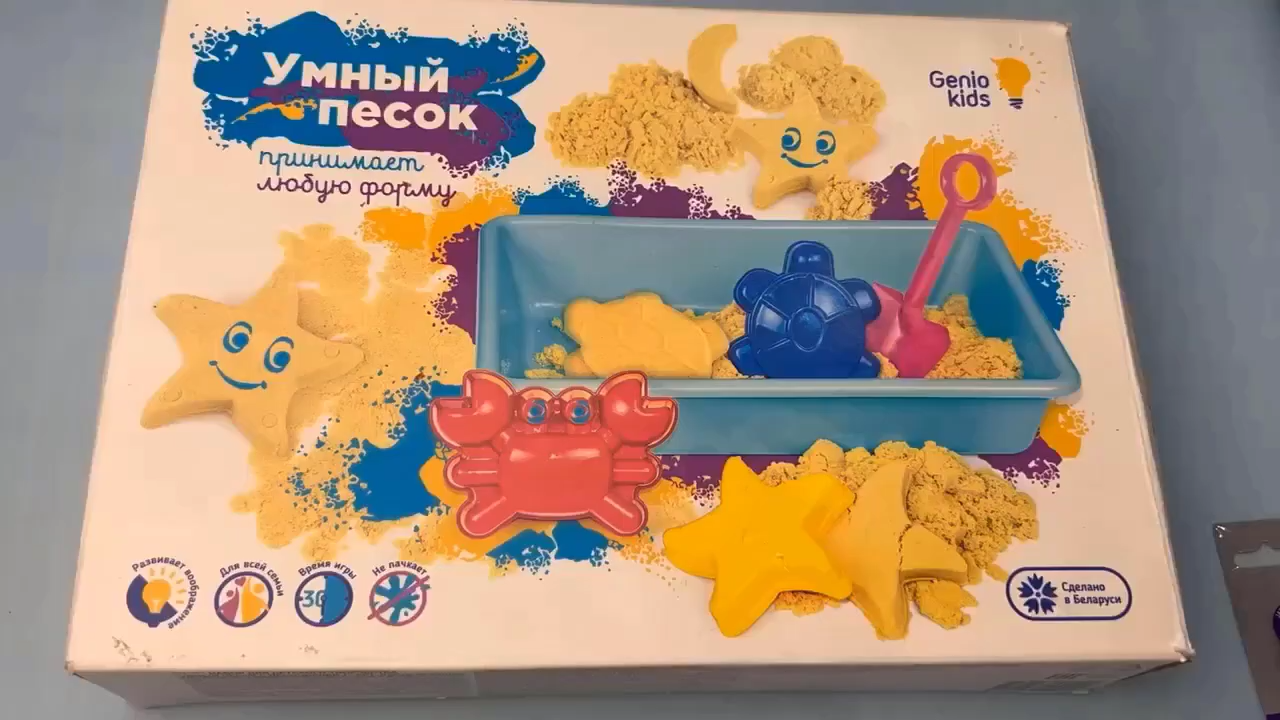 Умный
песок
принимает
любую форму
Genio
kids
Развивает воображение
Для всей семьи
Время игры
30
Не пачкает
Сделано
в Беларуси